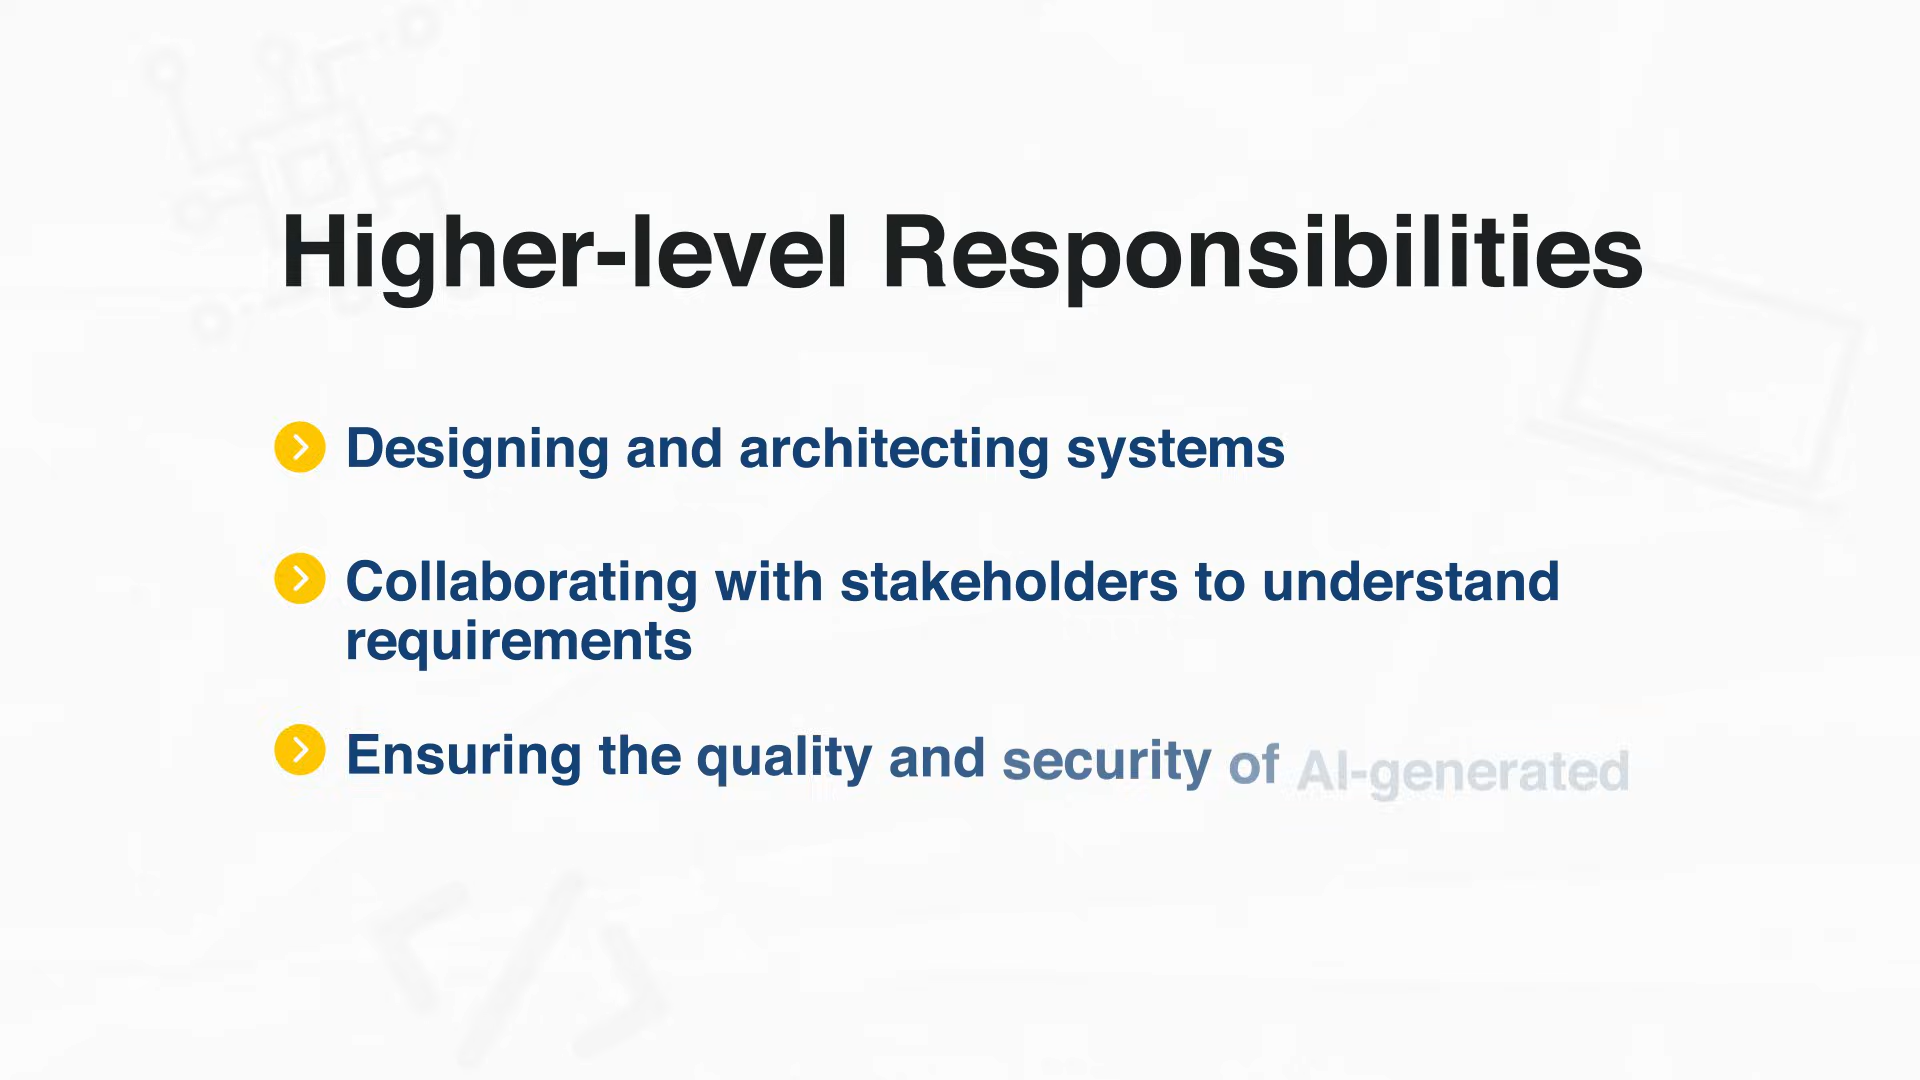 Higher-level Responsibilities
Designing and architecting systems
Collaborating with stakeholders to understand
requirements
Ensuring the quality and security of AI-generated